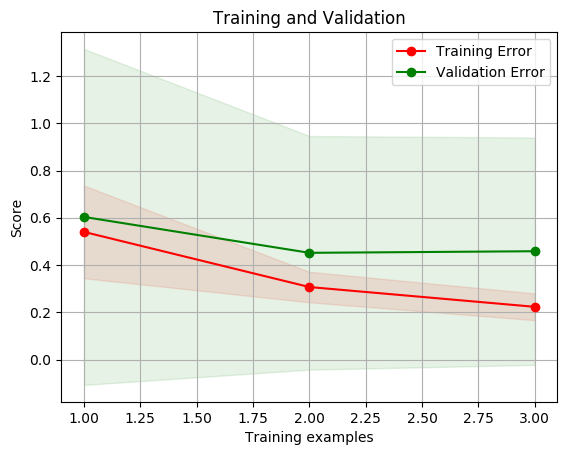 Training and Validation
Training Error
Validation Error
Score
1.2
1.0
0.8
0.6
0.4
0.2
0.0
1.00 1.25 1.50 1.75 2.00 2.25 2.50 2.75 3.00
Training examples